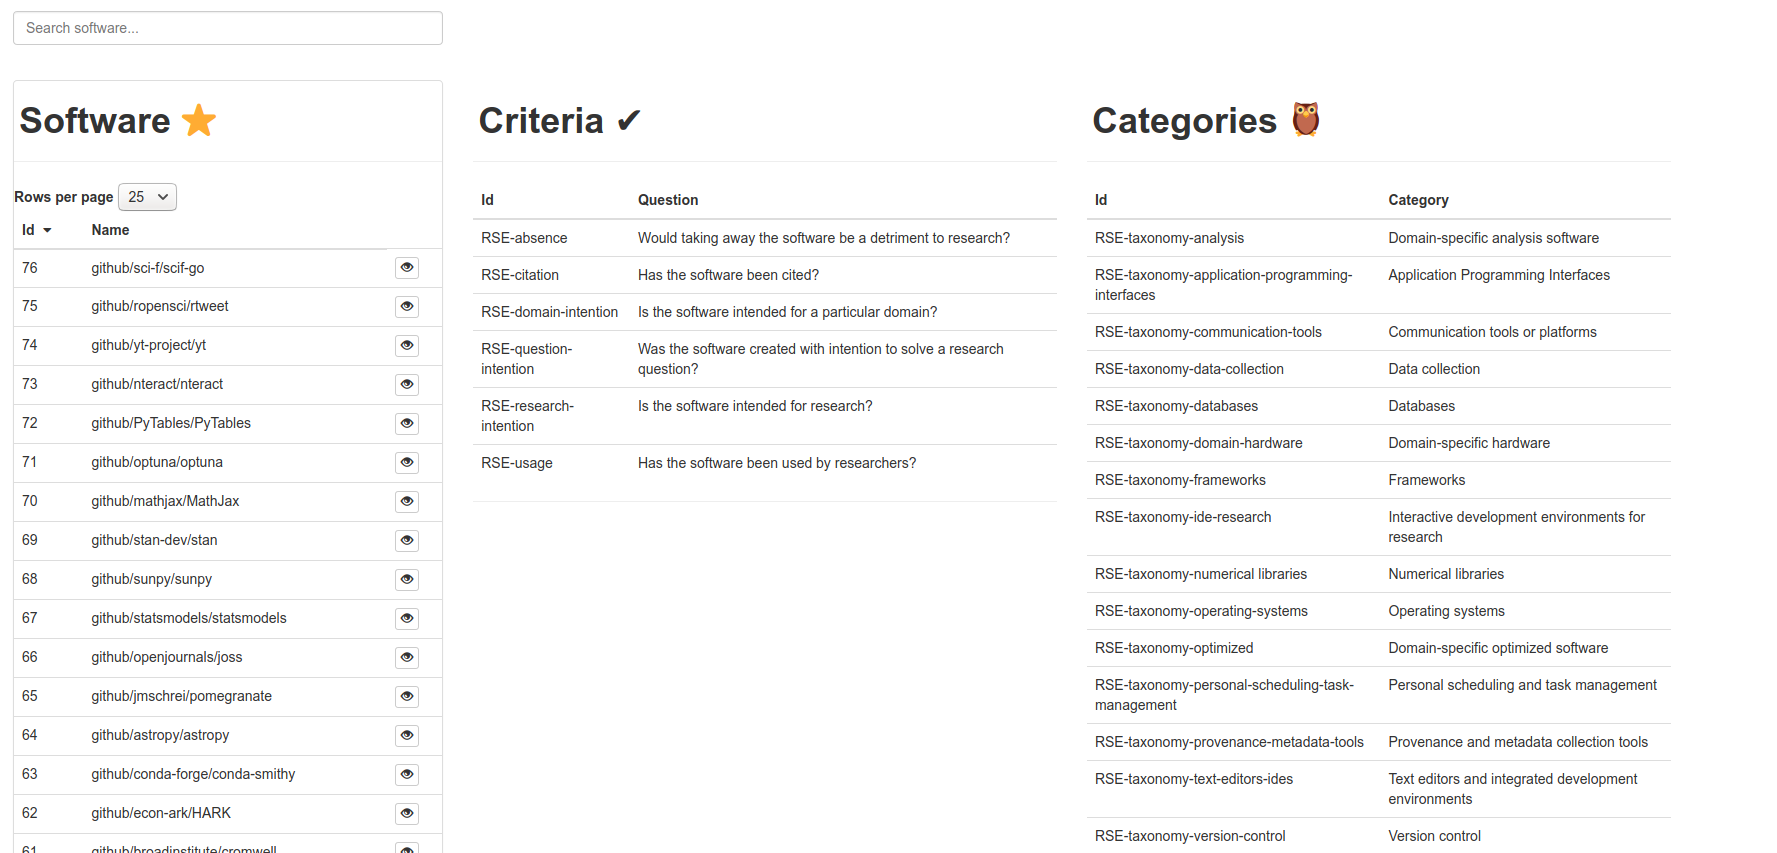 Search software...
Software
Rows per page 25
Id Name
76 github/sci-f/scif-go
75 github/ropensci/rtweet
74 github/yt-project/yt
73 github/nteract/nteract
72 github/PyTables/PyTables
71 github/optuna/optuna
70 github/mathjax/MathJax
69 github/stan-dev/stan
68 github/sunpy/sunpy
67 github/statsmodels/statsmodels
66 github/openjournals/joss
65 github/jmschrei/pomegranate
64 github/astropy/astropy
63 github/conda-forge/conda-smithy
62 github/econ-ark/HARK
61 github/broadinstitute/cromwell
Criteria ✔
Id Question
RSE-absence Would taking away the software be a detriment to research?
RSE-citation Has the software been cited?
RSE-domain-intention Is the software intended for a particular domain?
RSE-question- Was the software created with intention to solve a research
intention question?
RSE-research- Is the software intended for research?
intention
RSE-usage Has the software been used by researchers?
Categories
Id Category
RSE-taxonomy-analysis Domain-specific analysis software
RSE-taxonomy-application-programming- Application Programming Interfaces
interfaces
RSE-taxonomy-communication-tools Communication tools or platforms
RSE-taxonomy-data-collection Data collection
RSE-taxonomy-databases Databases
RSE-taxonomy-domain-hardware Domain-specific hardware
RSE-taxonomy-frameworks Frameworks
RSE-taxonomy-ide-research Interactive development environments for
research
RSE-taxonomy-numerical libraries Numerical libraries
RSE-taxonomy-operating-systems Operating systems
RSE-taxonomy-optimized Domain-specific optimized software
RSE-taxonomy-personal-scheduling-task- Personal scheduling and task management
management
RSE-taxonomy-provenance-metadata-tools Provenance and metadata collection tools
RSE-taxonomy-text-editors-ides Text editors and integrated development
environments
RSE-taxonomy-version-control Version control